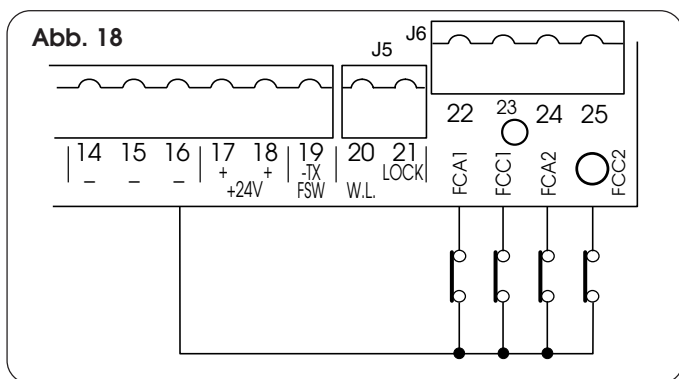 Abb. 18
J5
J6
14 15 16 17 18 19 20 21 22 23 24 25
– – – + + -TX LOCK
+24V FSW W.L.
FCA1 FCC1 FCA2 FCC2